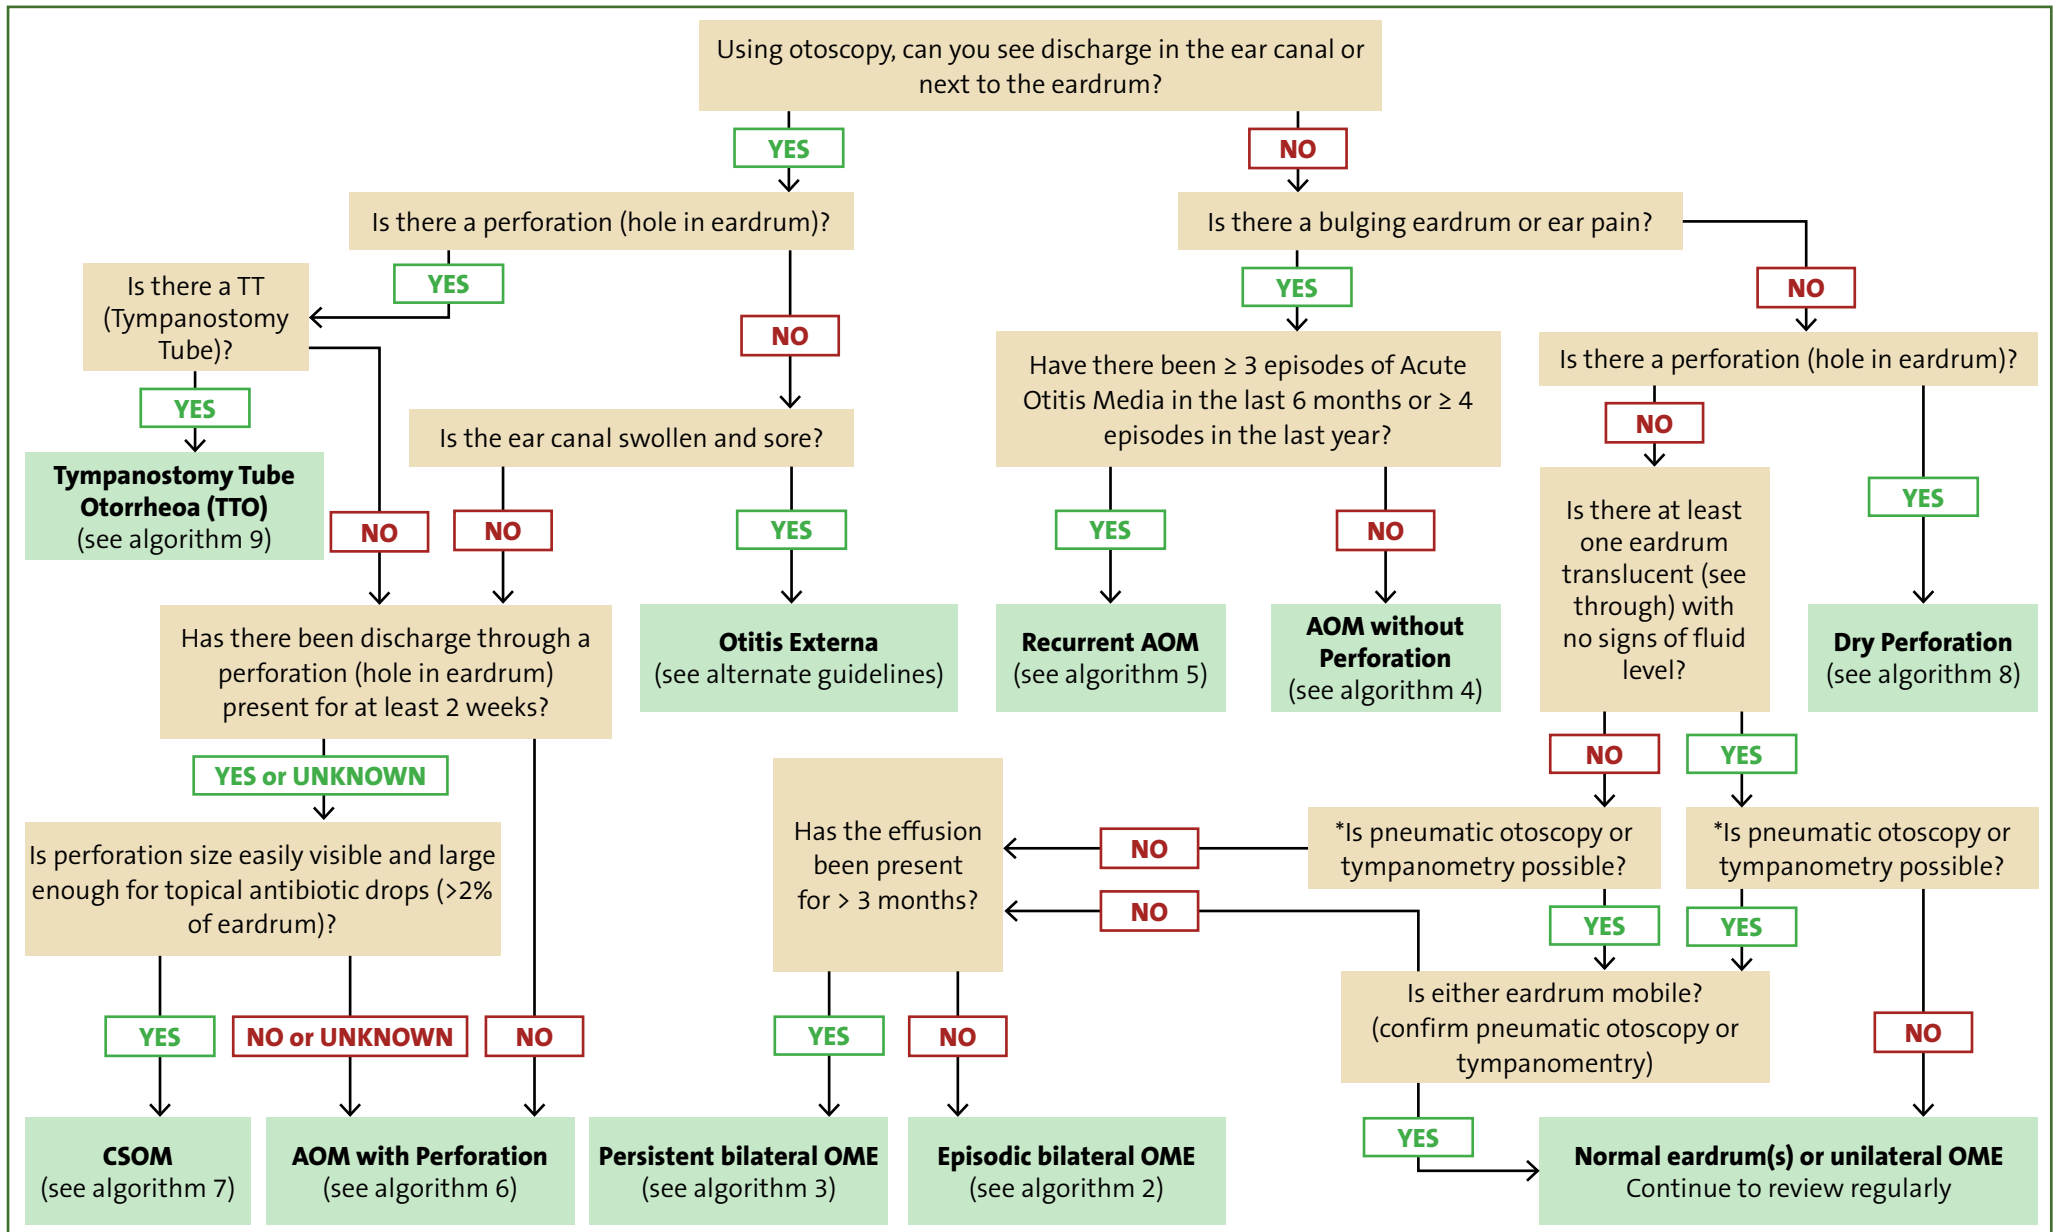 Using otoscopy, can you see discharge in the ear canal or
next to the eardrum?
YES
NO
Is there a perforation (hole in eardrum)?
Is there a bulging eardrum or ear pain?
YES
NO
YES
NO
Is there a TT
(Tympanostomy
Tube)?
Have there been ≥ 3 episodes of Acute
Otitis Media in the last 6 months or ≥ 4
episodes in the last year?
Is there a perforation (hole in eardrum)?
YES
NO
Is the ear canal swollen and sore?
NO
YES
Tympanostomy Tube
Otorrheoa (TTO)
(see algorithm 9)
NO
YES
YES
NO
Is there at least
one eardrum
translucent (see
through) with
no signs of fluid
level?
Has there been discharge through a
perforation (hole in eardrum)
present for at least 2 weeks?
Otitis Externa
(see alternate guidelines)
Recurrent AOM
(see algorithm 5)
AOM without
Perforation
(see algorithm 4)
Dry Perforation
(see algorithm 8)
YES or UNKNOWN
NO
YES
Is perforation size easily visible and large
enough for topical antibiotic drops (>2%
of eardrum)?
Has the effusion
been present
for > 3 months?
NO
NO
*Is pneumatic otoscopy or
tympanometry possible?
*Is pneumatic otoscopy or
tympanometry possible?
YES
YES
Is either eardrum mobile?
(confirm pneumatic otoscopy or
tympanomentry)
YES
NO or UNKNOWN
NO
YES
NO
NO
YES
CSOM
(see algorithm 7)
AOM with Perforation
(see algorithm 6)
Persistent bilateral OME
(see algorithm 3)
Episodic bilateral OME
(see algorithm 2)
Normal eardrum(s) or unilateral OME
Continue to review regularly